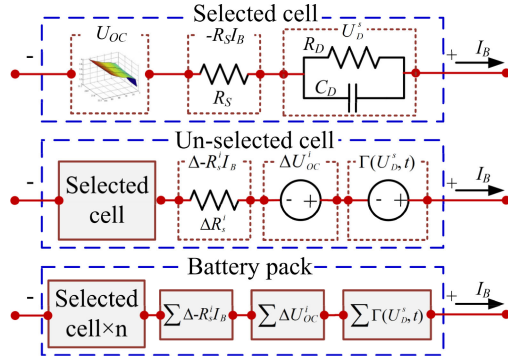 Selected cell
U_OC
-R_S I_B
U_D^s
- + I_B
R_S
R_D
C_D
Un-selected cell
Δ-R_s^i I_B
ΔU_OC^i
Γ(U_D^s, t)
- + I_B
Selected cell
ΔR_s^i
- +
- +
Battery pack
- + I_B
Selected cell×n
∑Δ-R_s^i I_B
∑ΔU_OC^i
∑Γ(U_D^s, t)